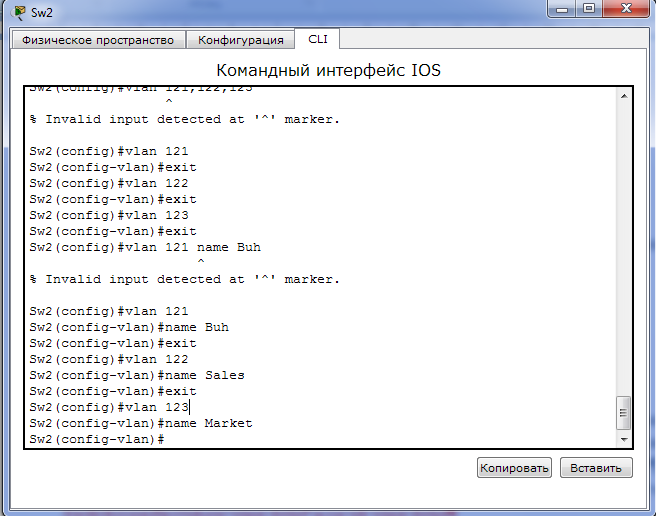 Sw2
Физическое пространство Конфигурация CLI
Командный интерфейс IOS
Sw2(config)#vlan 121,122,123
^
% Invalid input detected at '^' marker.
Sw2(config)#vlan 121
Sw2(config-vlan)#exit
Sw2(config)#vlan 122
Sw2(config-vlan)#exit
Sw2(config)#vlan 123
Sw2(config-vlan)#exit
Sw2(config)#vlan 121 name Buh
^
% Invalid input detected at '^' marker.
Sw2(config)#vlan 121
Sw2(config-vlan)#name Buh
Sw2(config-vlan)#exit
Sw2(config)#vlan 122
Sw2(config-vlan)#name Sales
Sw2(config-vlan)#exit
Sw2(config)#vlan 123
Sw2(config-vlan)#name Market
Sw2(config-vlan)#
Копировать Вставить